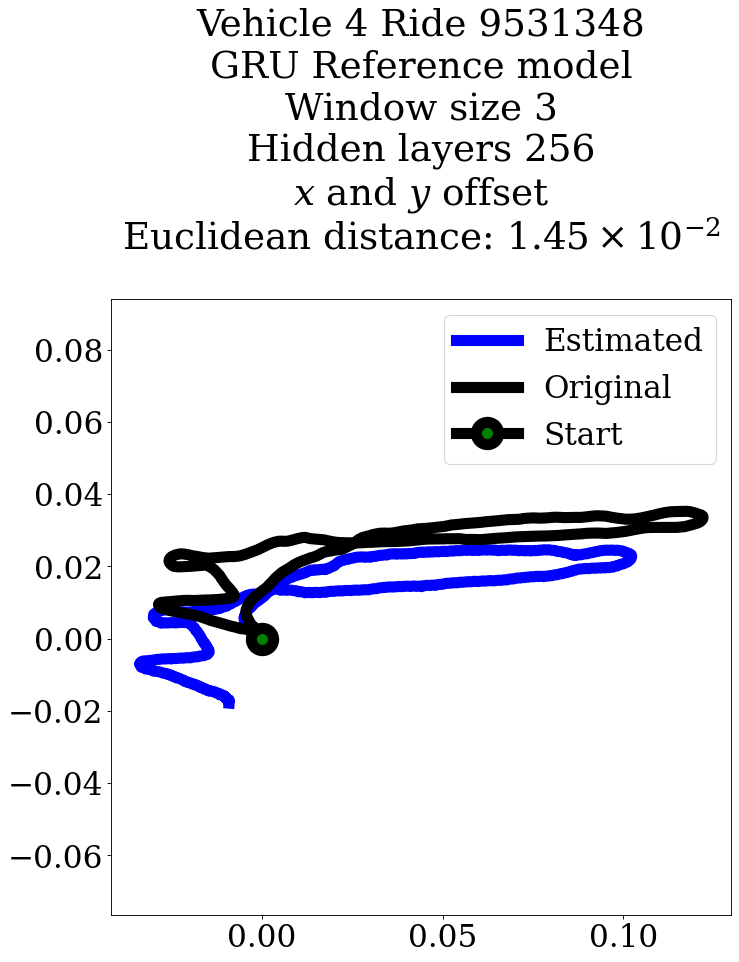 Vehicle 4 Ride 9531348
GRU Reference model
Window size 3
Hidden layers 256
x and y offset
Euclidean distance: 1.45 × 10⁻²
Estimated
Original
Start
0.08
0.06
0.04
0.02
0.00
−0.02
−0.04
−0.06
0.00 0.05 0.10